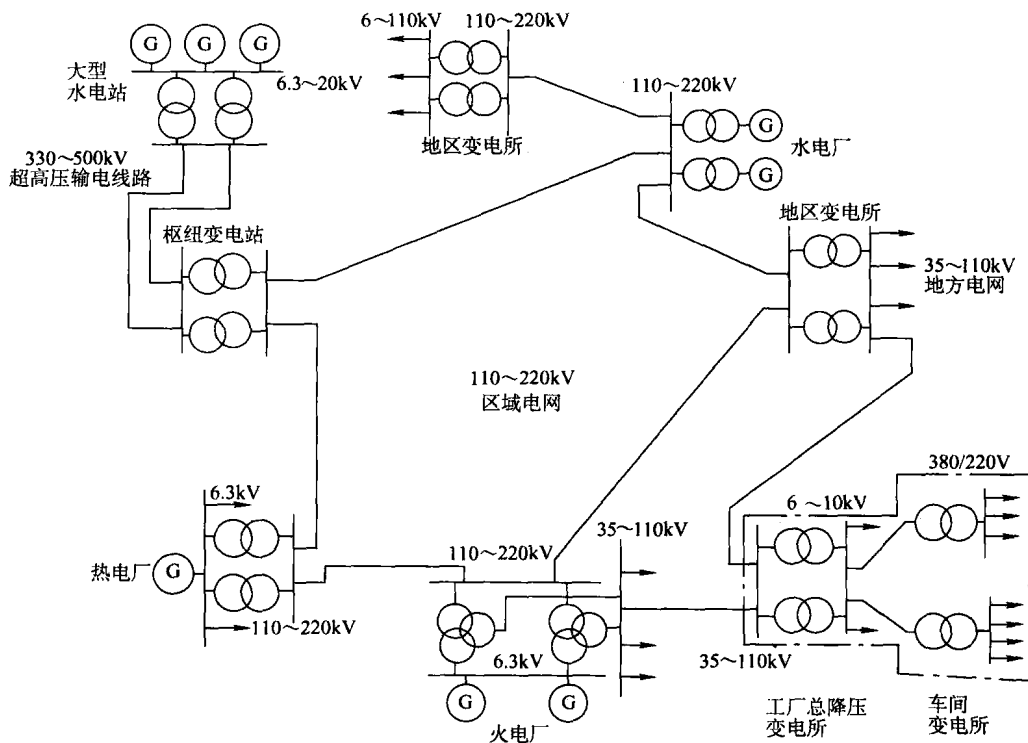 G
G
G
大型
水电站
6.3～20kV
330～500kV
超高压输电线路
6～110kV
110～220kV
地区变电所
110～220kV
G
G
水电厂
枢纽变电站
地区变电所
35～110kV
地方电网
110～220kV
区域电网
6.3kV
热电厂
G
110～220kV
110～220kV
35～110kV
6.3kV
G
G
火电厂
380/220V
6～10kV
35～110kV
工厂总降压
变电所
车间
变电所